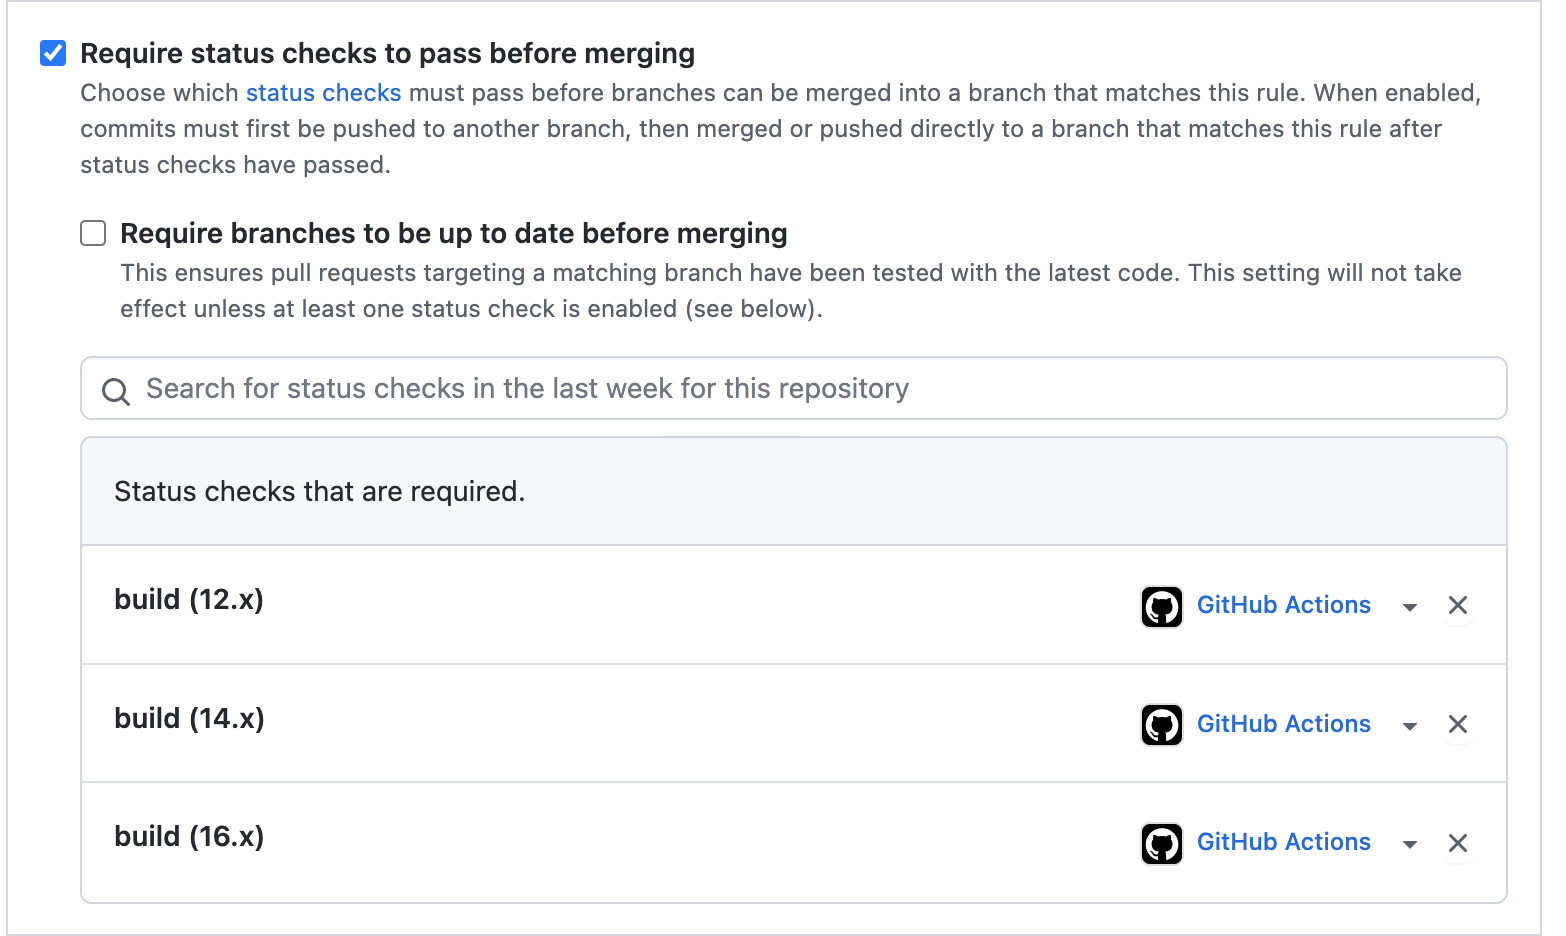 Require status checks to pass before merging
Choose which status checks must pass before branches can be merged into a branch that matches this rule. When enabled,
commits must first be pushed to another branch, then merged or pushed directly to a branch that matches this rule after
status checks have passed.
Require branches to be up to date before merging
This ensures pull requests targeting a matching branch have been tested with the latest code. This setting will not take
effect unless at least one status check is enabled (see below).
Search for status checks in the last week for this repository
Status checks that are required.
build (12.x) GitHub Actions
build (14.x) GitHub Actions
build (16.x) GitHub Actions